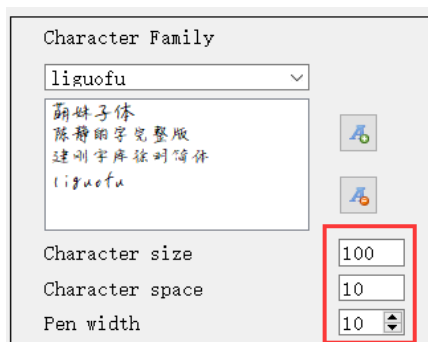 Character Family
liguofu
萌妹子体
陈静的字完整版
建刚字库徐明简体
liguofu
Character size
100
Character space
10
Pen width
10